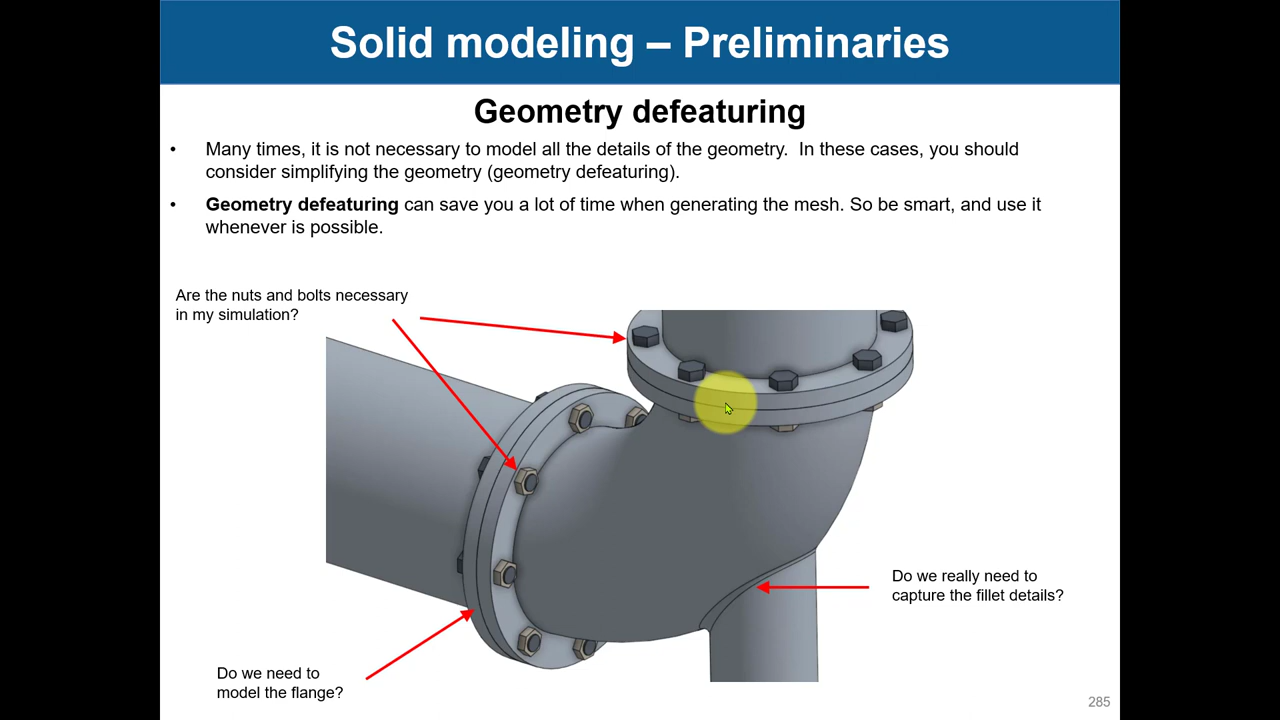 Solid modeling – Preliminaries
Geometry defeaturing
• Many times, it is not necessary to model all the details of the geometry.  In these cases, you should
consider simplifying the geometry (geometry defeaturing).
• Geometry defeaturing can save you a lot of time when generating the mesh. So be smart, and use it
whenever is possible.
Are the nuts and bolts necessary
in my simulation?
Do we really need to
capture the fillet details?
Do we need to
model the flange?
285